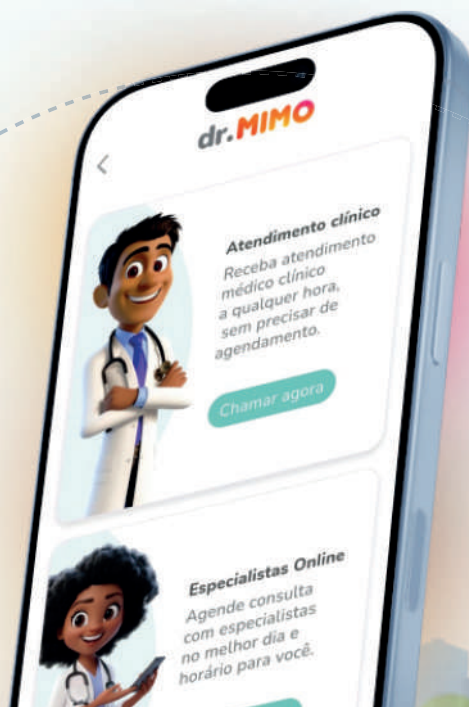 dr.MIMO
Atendimento clínico
Receba atendimento
médico clínico
a qualquer hora,
sem precisar de
agendamento.
Chamar agora
Especialistas Online
Agende consulta
com especialistas
no melhor dia e
horário para você.